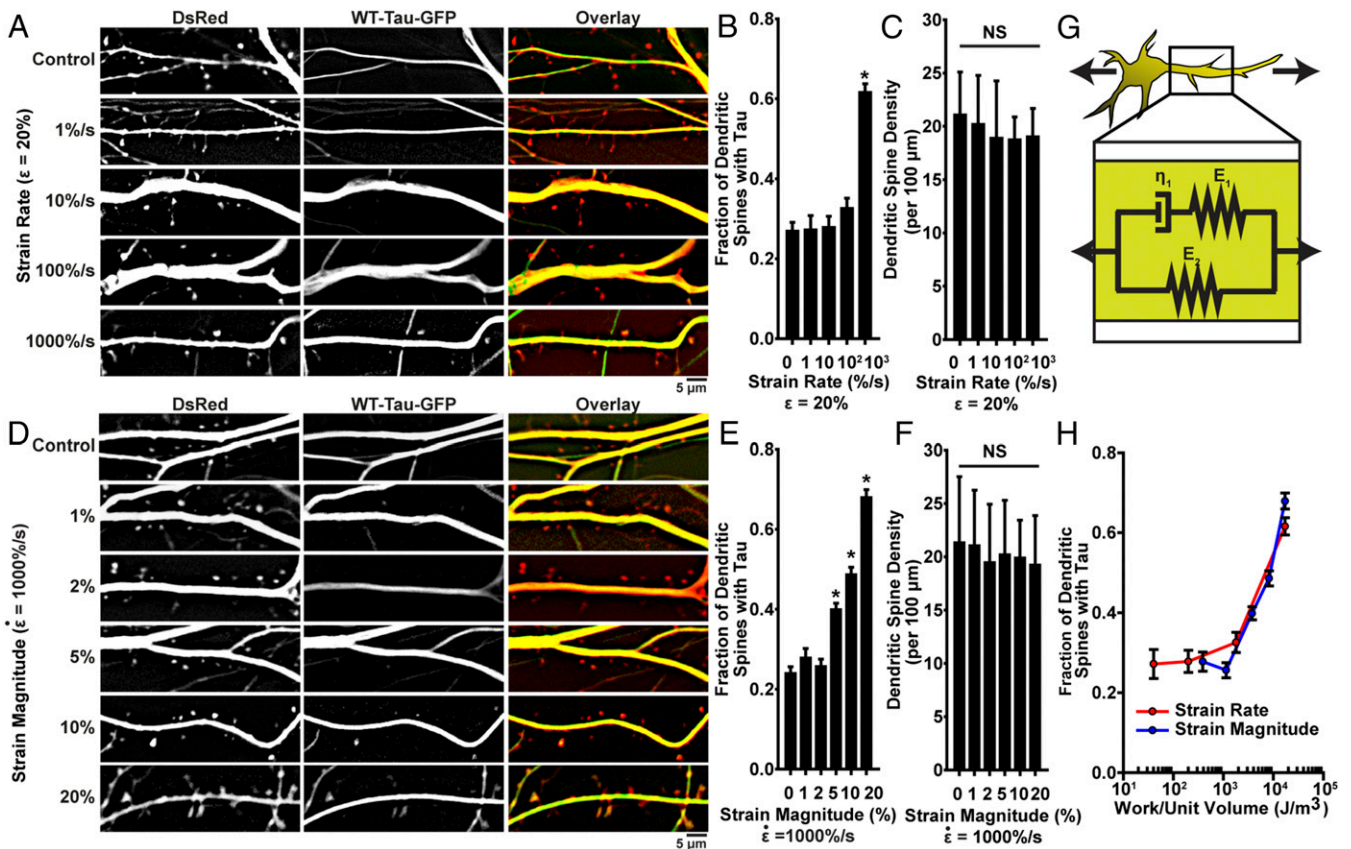 A
DsRed
WT-Tau-GFP
Overlay
Strain Rate (ε = 20%)
Control
1%/s
10%/s
100%/s
1000%/s
5 µm
B
Fraction of Dendritic
Spines with Tau
0.8
0.6
0.4
0.2
0.0
*
0 1 10 10² 10³
Strain Rate (%/s)
ε = 20%
C
NS
Dendritic Spine Density
(per 100 µm)
30
25
20
15
10
5
0
0 1 10 10² 10³
Strain Rate (%/s)
ε = 20%
G
η₁
E₁
E₂
D
DsRed
WT-Tau-GFP
Overlay
Strain Magnitude (ε̇ = 1000%/s)
Control
1%
2%
5%
10%
20%
5 µm
E
Fraction of Dendritic
Spines with Tau
0.8
0.6
0.4
0.2
0.0
* * *
0 1 2 5 10 20
Strain Magnitude (%)
ε̇ =1000%/s
F
NS
Dendritic Spine Density
(per 100 µm)
30
25
20
15
10
5
0
0 1 2 5 10 20
Strain Magnitude (%)
ε̇ = 1000%/s
H
Fraction of Dendritic
Spines with Tau
0.8
0.6
0.4
0.2
0.0
Strain Rate
Strain Magnitude
10¹ 10² 10³ 10⁴ 10⁵
Work/Unit Volume (J/m³)